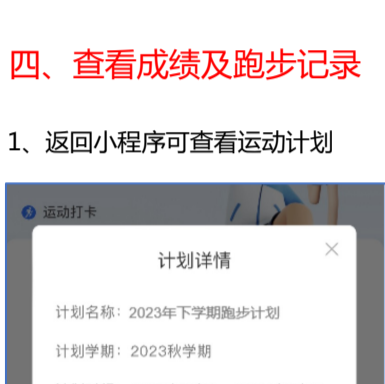 四、查看成绩及跑步记录
1、返回小程序可查看运动计划
运动打卡
计划详情
计划名称：2023年下学期跑步计划
计划学期：2023秋学期